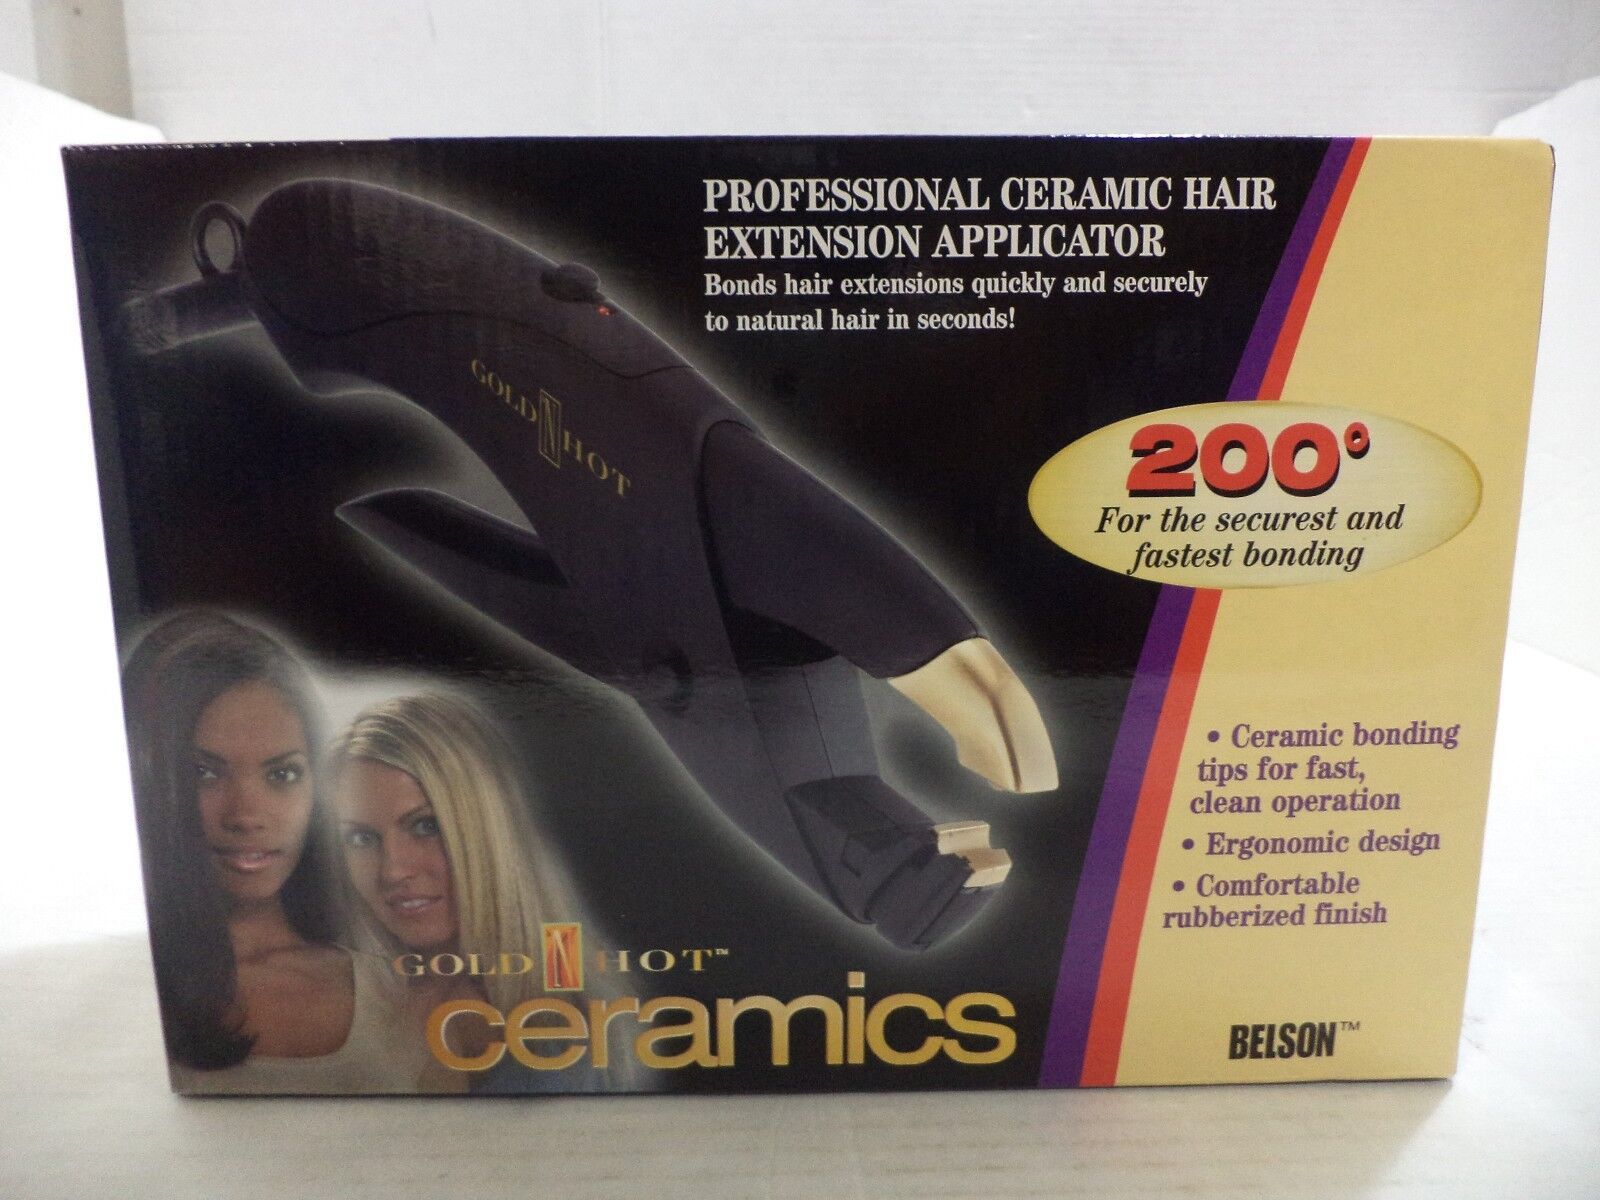 PROFESSIONAL CERAMIC HAIR
EXTENSION APPLICATOR
Bonds hair extensions quickly and securely
to natural hair in seconds!
GOLD N HOT
200°
For the securest and
fastest bonding
• Ceramic bonding
tips for fast,
clean operation
• Ergonomic design
• Comfortable
rubberized finish
GOLD N HOT™
ceramics
BELSON™